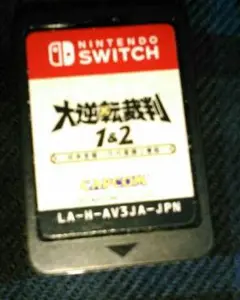 NINTENDO
SWITCH
大逆転裁判
1&2
CAPCOM
LA-H-AV3JA-JPN